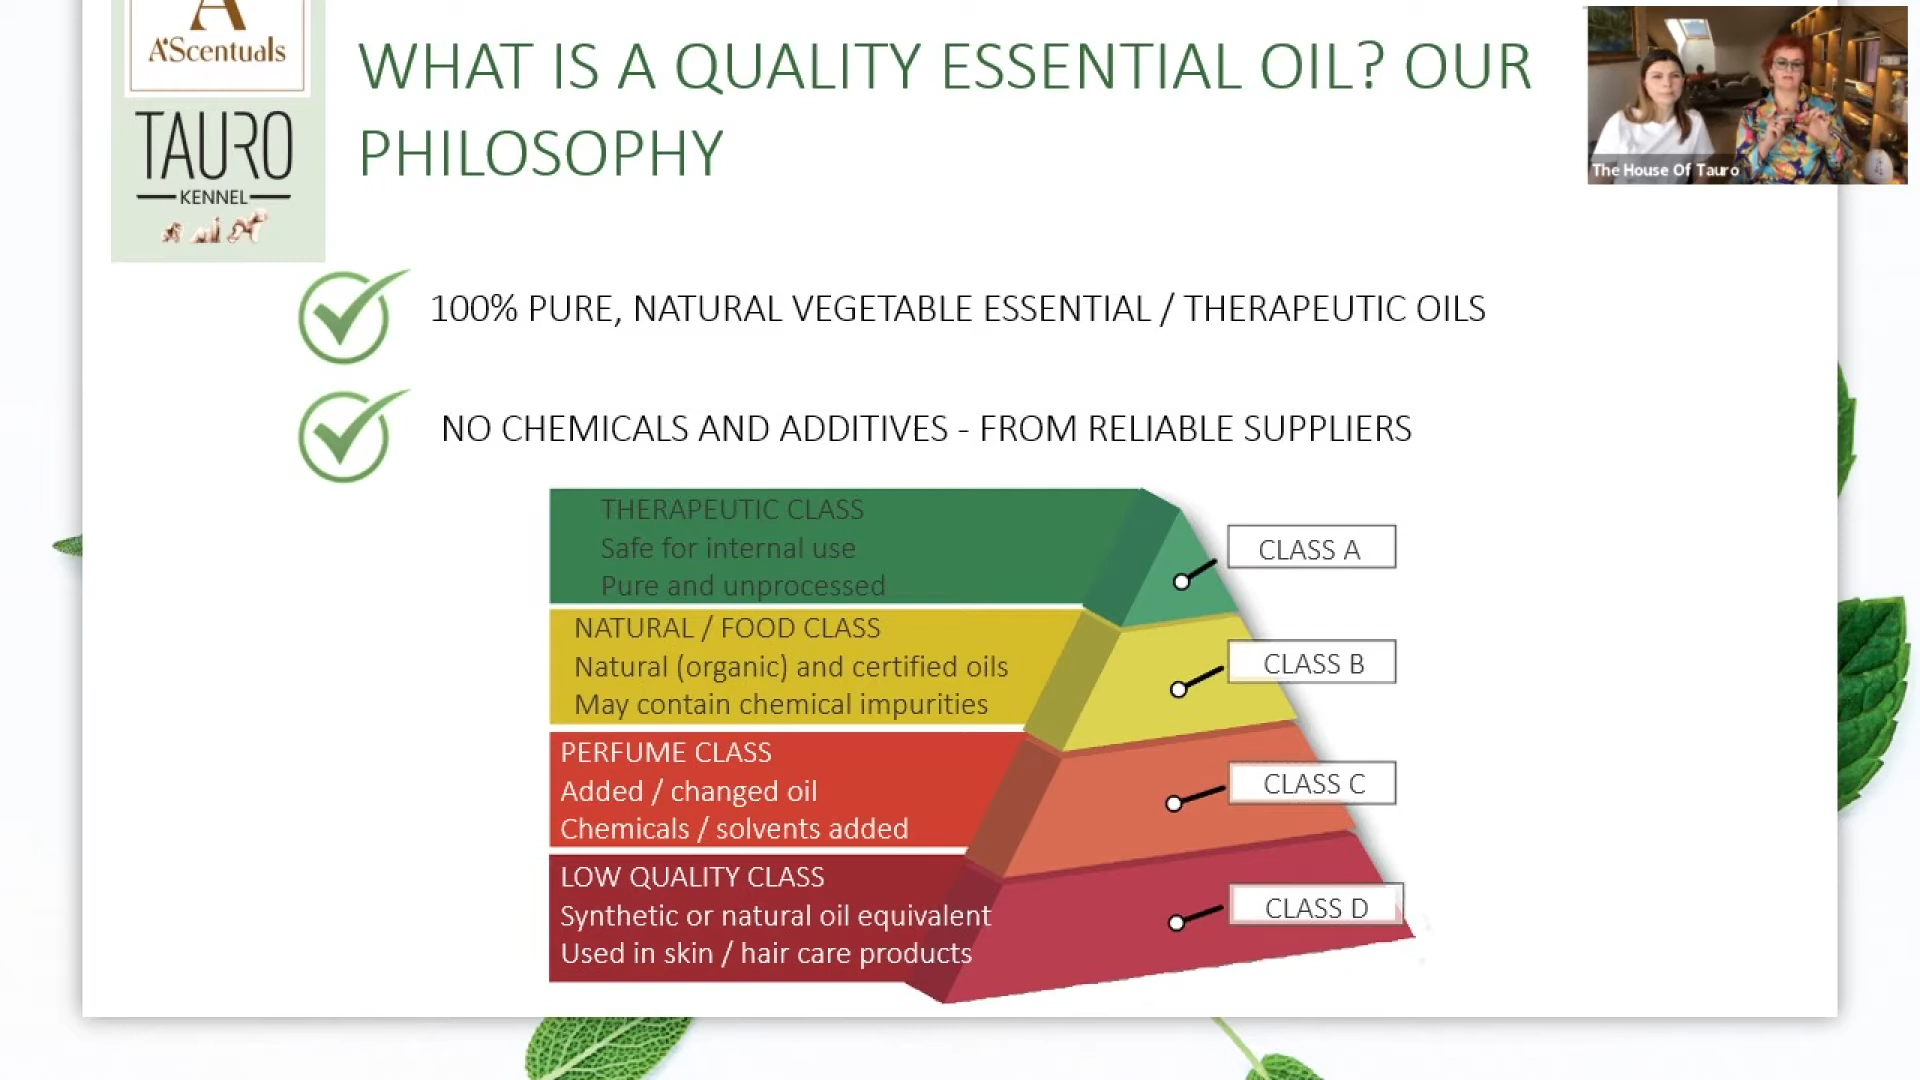 A
A'Scentuals
TAURO
KENNEL
WHAT IS A QUALITY ESSENTIAL OIL? OUR
PHILOSOPHY
The House Of Tauro
100% PURE, NATURAL VEGETABLE ESSENTIAL / THERAPEUTIC OILS
NO CHEMICALS AND ADDITIVES - FROM RELIABLE SUPPLIERS
THERAPEUTIC CLASS
Safe for internal use
Pure and unprocessed
CLASS A
NATURAL / FOOD CLASS
Natural (organic) and certified oils
May contain chemical impurities
CLASS B
PERFUME CLASS
Added / changed oil
Chemicals / solvents added
CLASS C
LOW QUALITY CLASS
Synthetic or natural oil equivalent
Used in skin / hair care products
CLASS D